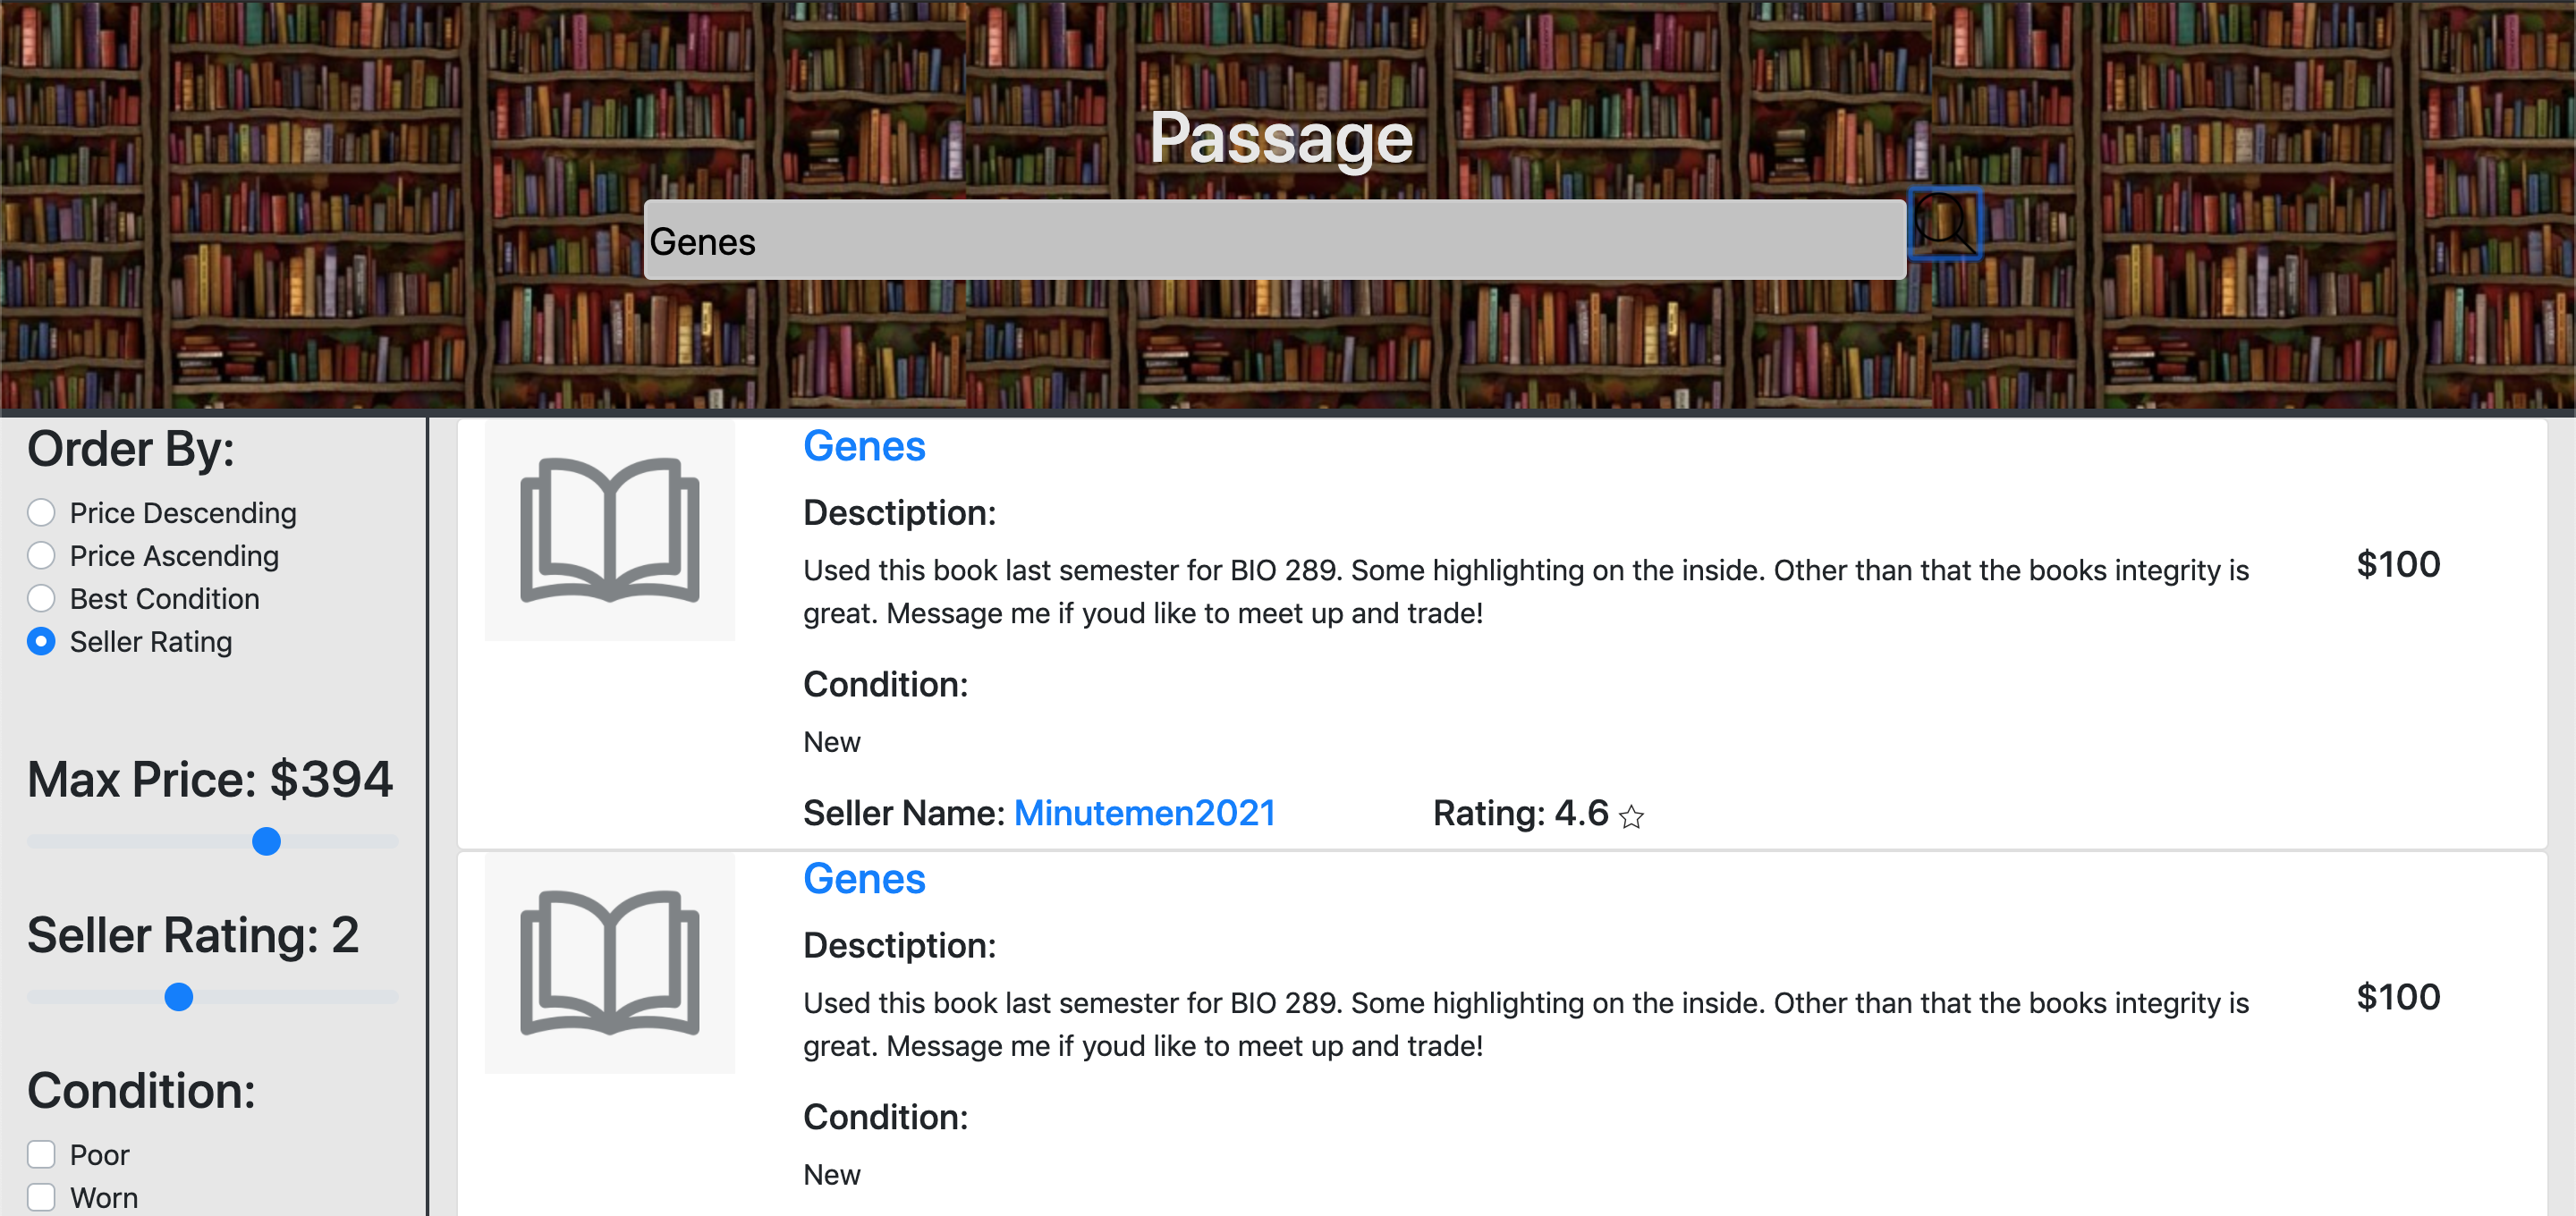 Passage
Genes
Order By:
Price Descending
Price Ascending
Best Condition
Seller Rating
Max Price: $394
Seller Rating: 2
Condition:
Poor
Worn
Genes
Desctiption:
Used this book last semester for BIO 289. Some highlighting on the inside. Other than that the books integrity is
great. Message me if youd like to meet up and trade!
$100
Condition:
New
Seller Name: Minutemen2021
Rating: 4.6
Genes
Desctiption:
Used this book last semester for BIO 289. Some highlighting on the inside. Other than that the books integrity is
great. Message me if youd like to meet up and trade!
$100
Condition:
New